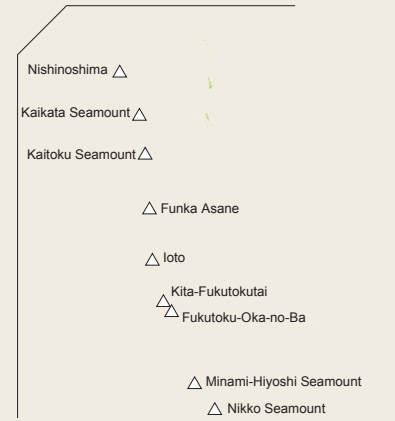 Nishinoshima
Kaikata Seamount
Kaitoku Seamount
Funka Asane
Ioto
Kita-Fukutokutai
Fukutoku-Oka-no-Ba
Minami-Hiyoshi Seamount
Nikko Seamount